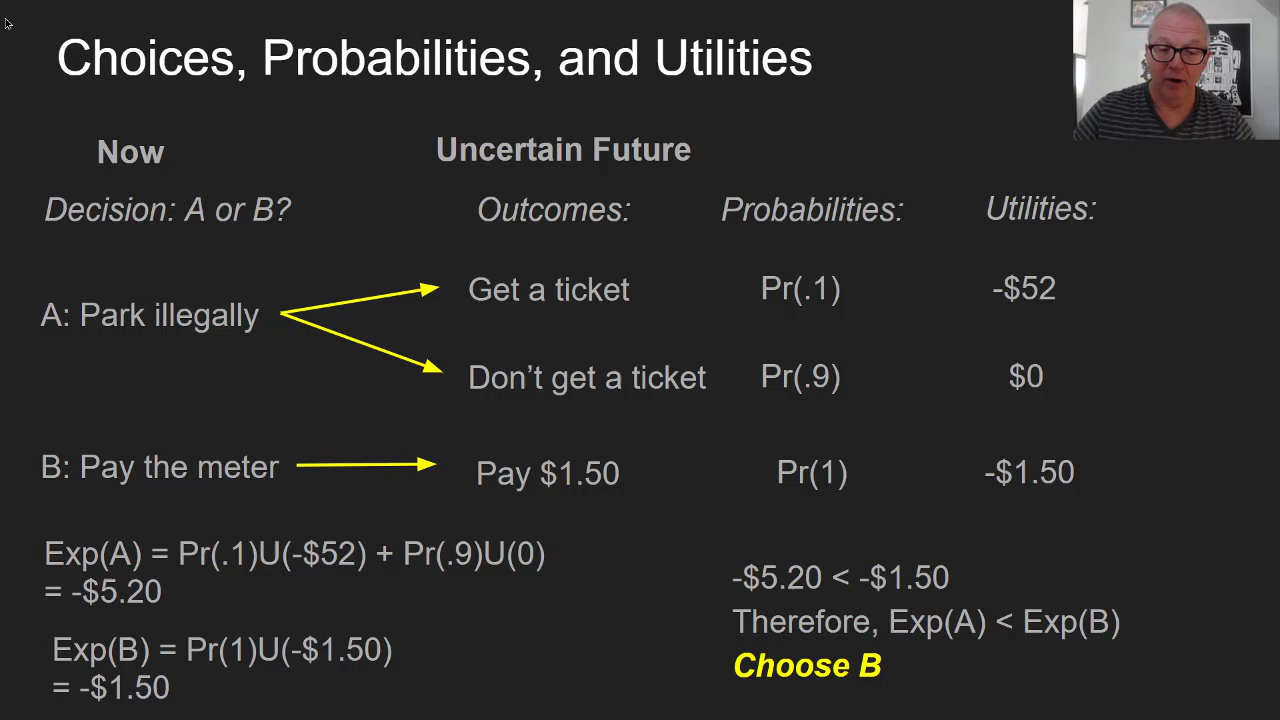 Choices, Probabilities, and Utilities
Now
Uncertain Future
Decision: A or B?
Outcomes:
Probabilities:
Utilities:
A: Park illegally
Get a ticket
Pr(.1)
-$52
Don’t get a ticket
Pr(.9)
$0
B: Pay the meter
Pay $1.50
Pr(1)
-$1.50
Exp(A) = Pr(.1)U(-$52) + Pr(.9)U(0)
= -$5.20
Exp(B) = Pr(1)U(-$1.50)
= -$1.50
-$5.20 < -$1.50
Therefore, Exp(A) < Exp(B)
Choose B